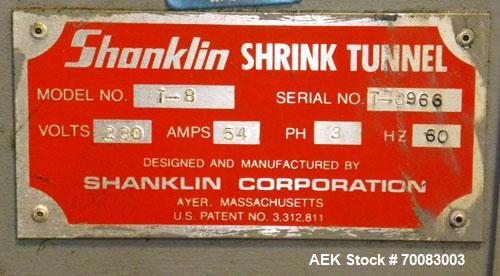 Shanklin SHRINK TUNNEL
MODEL NO. T-8 SERIAL NO. T-8966
VOLTS 230 AMPS 54 PH 3 HZ 60
DESIGNED AND MANUFACTURED BY
SHANKLIN CORPORATION
AYER, MASSACHUSETTS
U.S. PATENT NO. 3,312,811
AEK Stock # 70083003